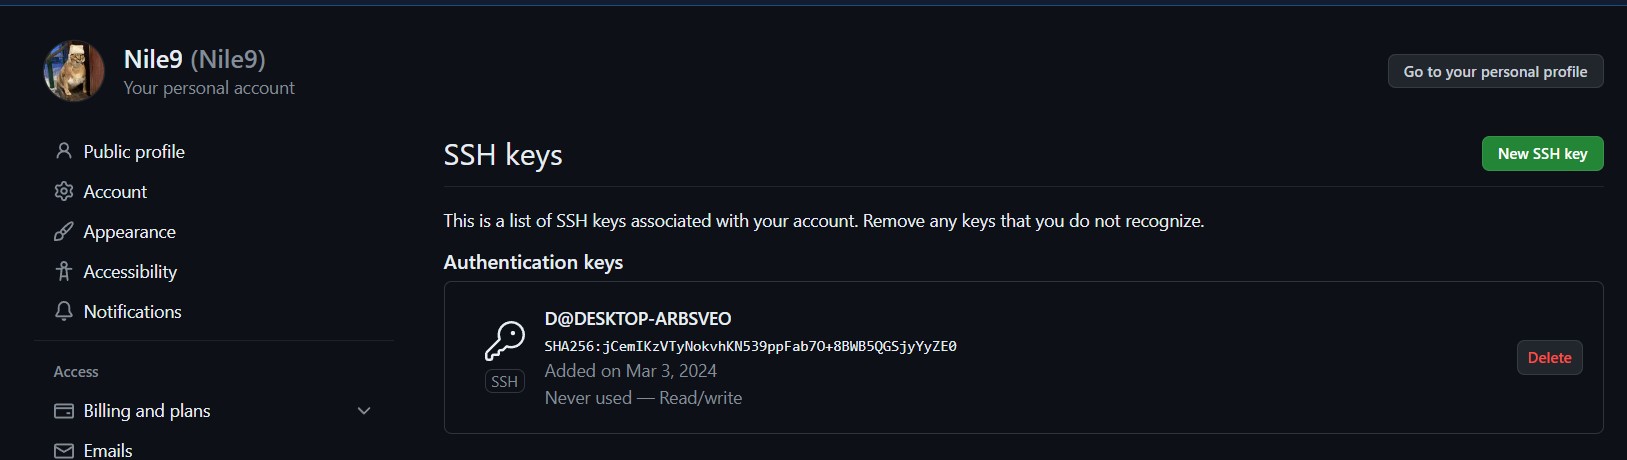 Nile9 (Nile9)
Your personal account
Go to your personal profile
Public profile
Account
Appearance
Accessibility
Notifications
Access
Billing and plans
Emails
SSH keys
New SSH key
This is a list of SSH keys associated with your account. Remove any keys that you do not recognize.
Authentication keys
D@DESKTOP-ARBSVEO
SHA256:jCemIKzVTyNokvhKN539ppFab7O+8BWB5QGSjyYyZE0
Added on Mar 3, 2024
Never used — Read/write
SSH
Delete